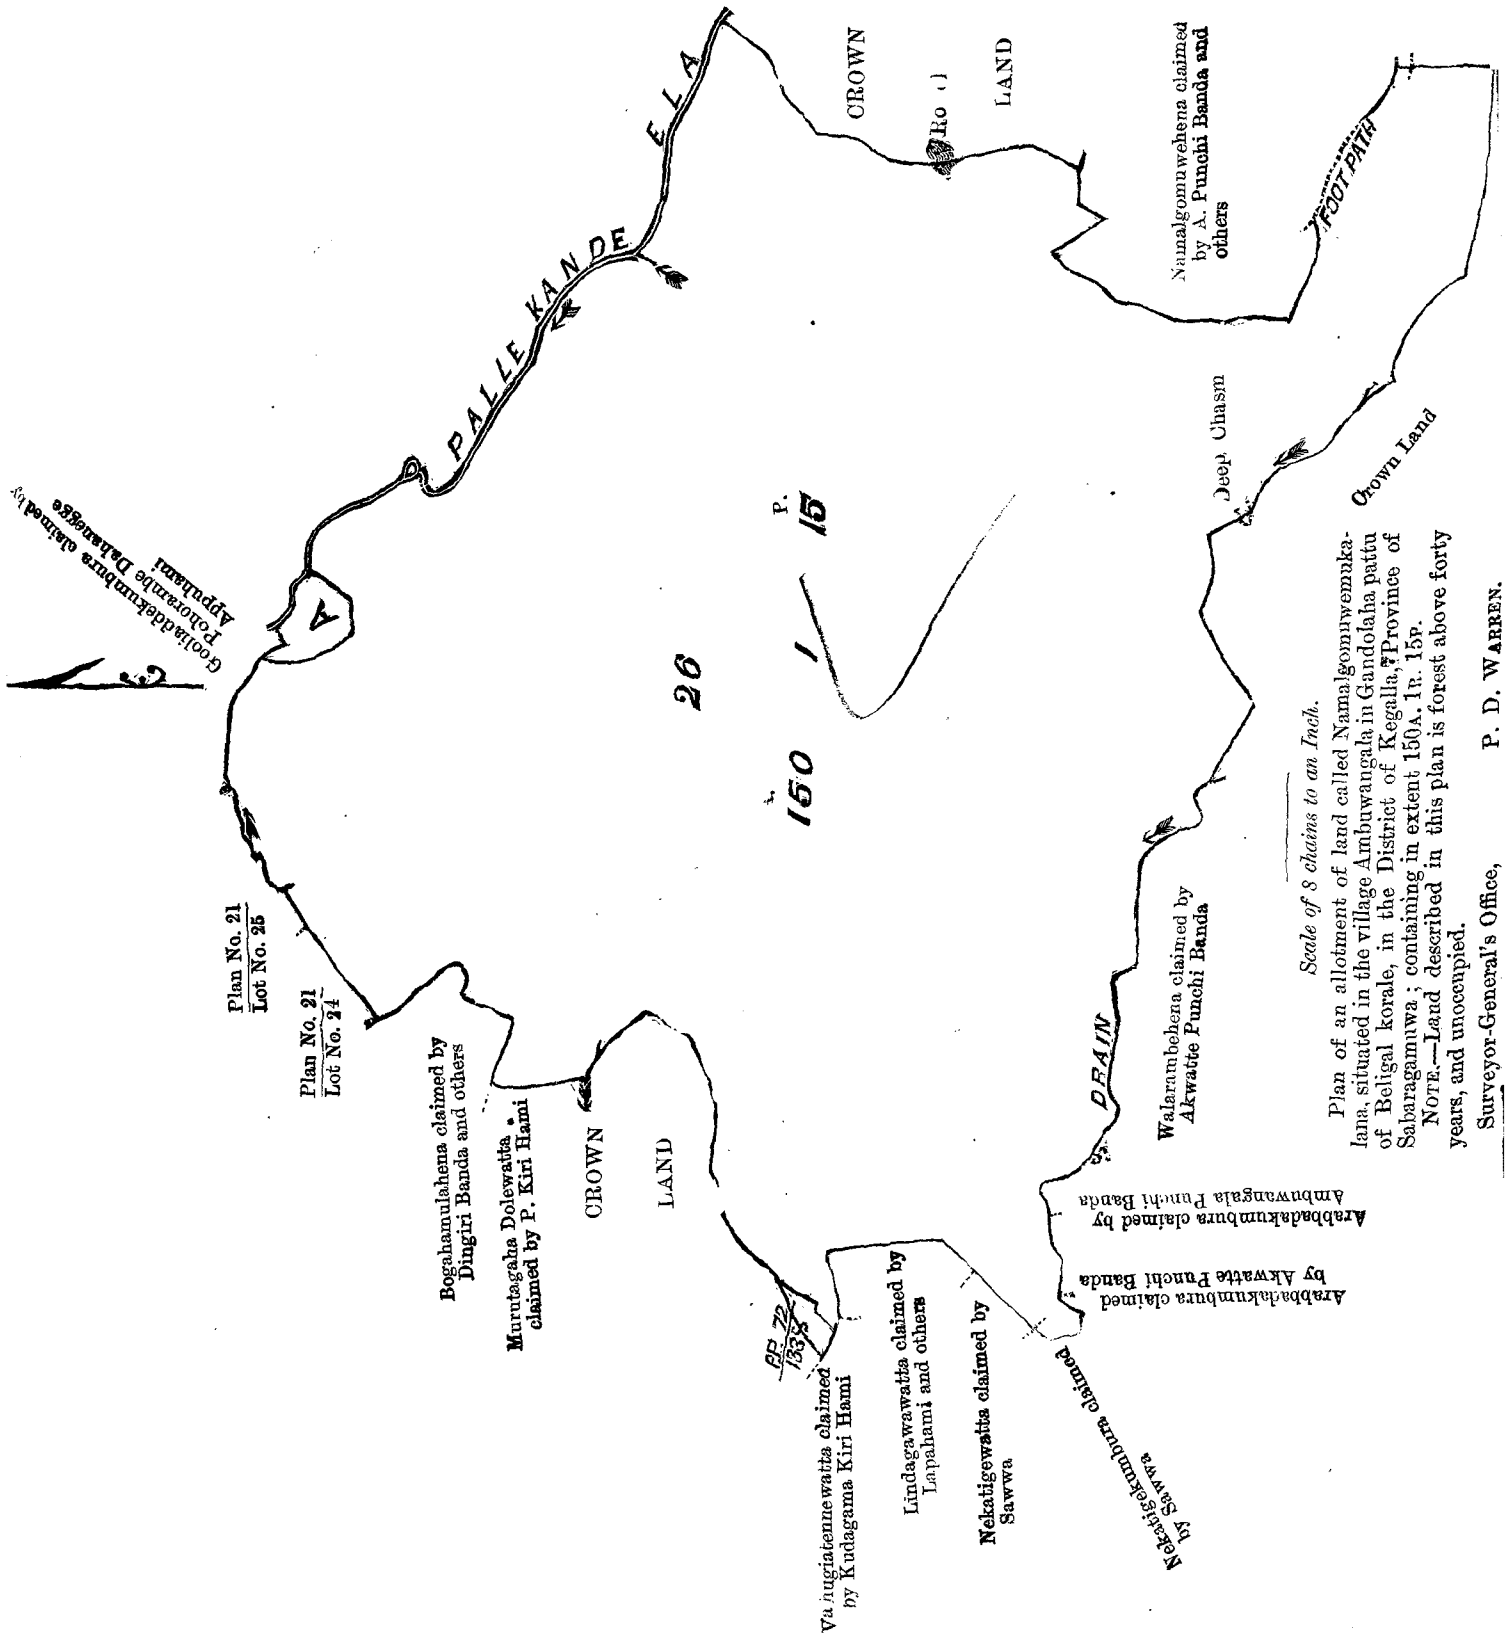 Gooliaddekumbura claimed by
Pohorambe Dahanegge
Appuhami
A
PALLE KANDE ELA
CROWN
LAND
Namalgomuwehena claimed
by A. Punchi Banda and
others
FOOT PATH
Plan No. 21
Lot No. 25
Plan No. 21
Lot No. 24
26
P.
150 1 15
Deep Chasm
Crown Land
Bogahamulahena claimed by
Dingiri Banda and others
Murutagaha Dolewatta
claimed by P. Kiri Hami
CROWN
LAND
PP. 72
claimed
by Kudagama Kiri Hami
Lindagawawatta claimed by
Lapahami and others
Nekatigewatta claimed by
Sawwa
Nekatigekumbura claimed
by Sawwa
Arabbadakumbura claimed
by Akwatte Punchi Banda
Arabbadakumbura claimed by
Ambuwangala Punchi Banda
DRAIN
Walarambehena claimed by
Akwatte Punchi Banda
Scale of 8 chains to an Inch.
Plan of an allotment of land called Namalgomuwemuka-
lana, situated in the village Ambuwangala in Gandolaha pattu
of Beligal korale, in the District of Kegalla, Province of
Sabaragamuwa; containing in extent 150A. 1R. 15P.
NOTE.—Land described in this plan is forest above forty
years, and unoccupied.
Surveyor-General's Office, P. D. WARREN.